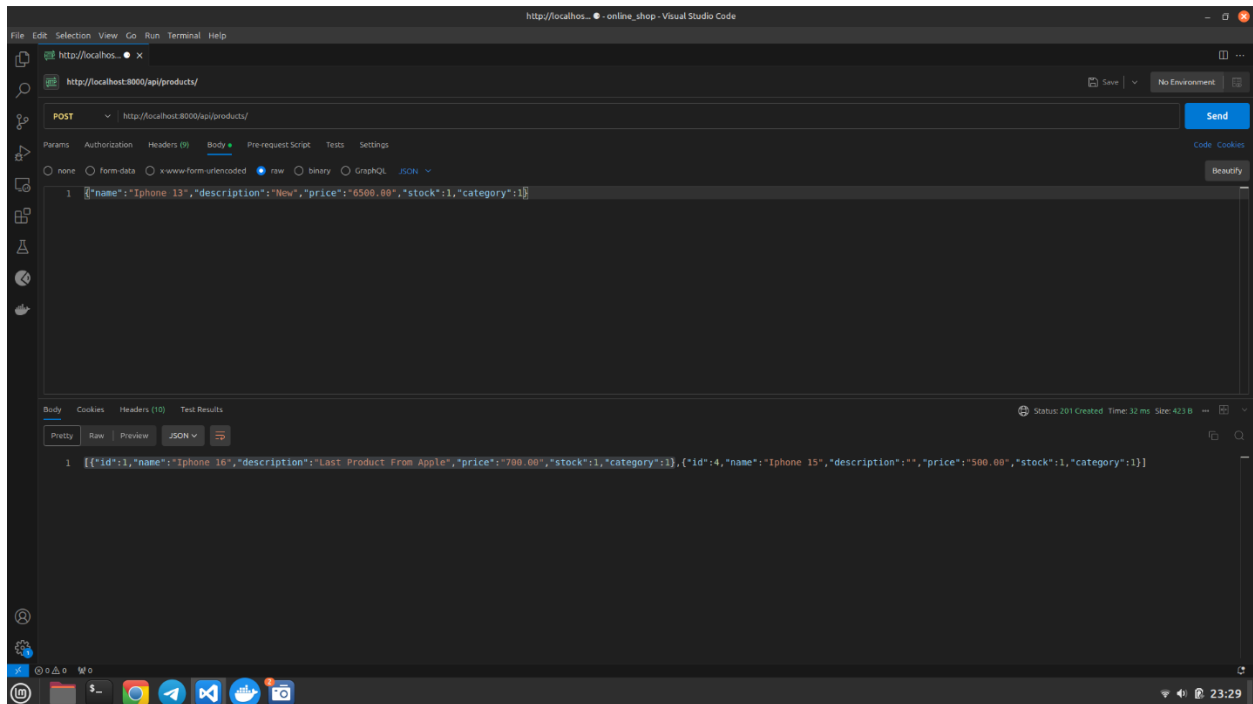 http://localhos... ● - online_shop - Visual Studio Code
File Edit Selection View Go Run Terminal Help
http://localhos... ●
http://localhost:8000/api/products/
Save
No Environment
POST
http://localhost:8000/api/products/
Send
Params Authorization Headers (9) Body Pre-request Script Tests Settings
Code Cookies
none form-data x-www-form-urlencoded raw binary GraphQL JSON
Beautify
1 {"name":"Iphone 13","description":"New","price":"6500.00","stock":1,"category":1}
Body Cookies Headers (10) Test Results
Status: 201 Created Time: 32 ms Size: 423 B
Pretty Raw Preview JSON
1 [{"id":1,"name":"Iphone 16","description":"Last Product From Apple","price":"700.00","stock":1,"category":1},{"id":4,"name":"Iphone 15","description":"","price":"500.00","stock":1,"category":1}]
1
0 0 0
$_
2
23:29